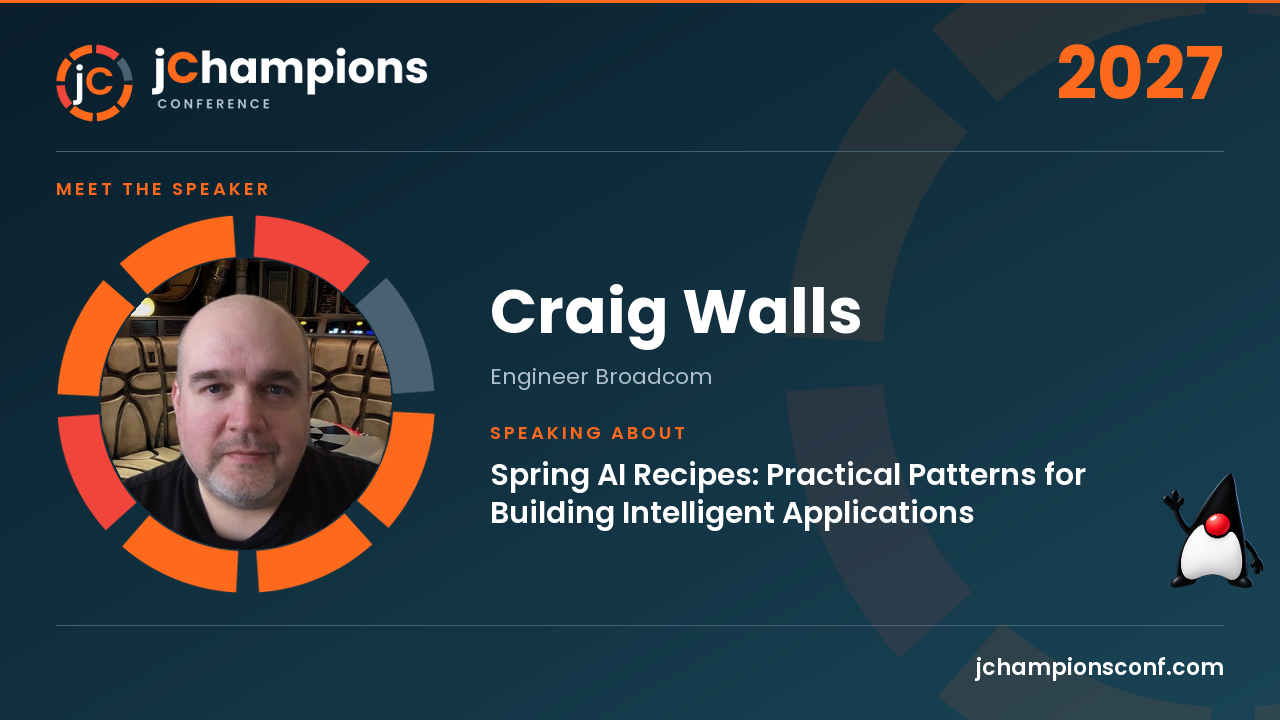 jC
jChampions
CONFERENCE
2027
MEET THE SPEAKER
Craig Walls
Engineer Broadcom
SPEAKING ABOUT
Spring AI Recipes: Practical Patterns for
Building Intelligent Applications
jchampionsconf.com